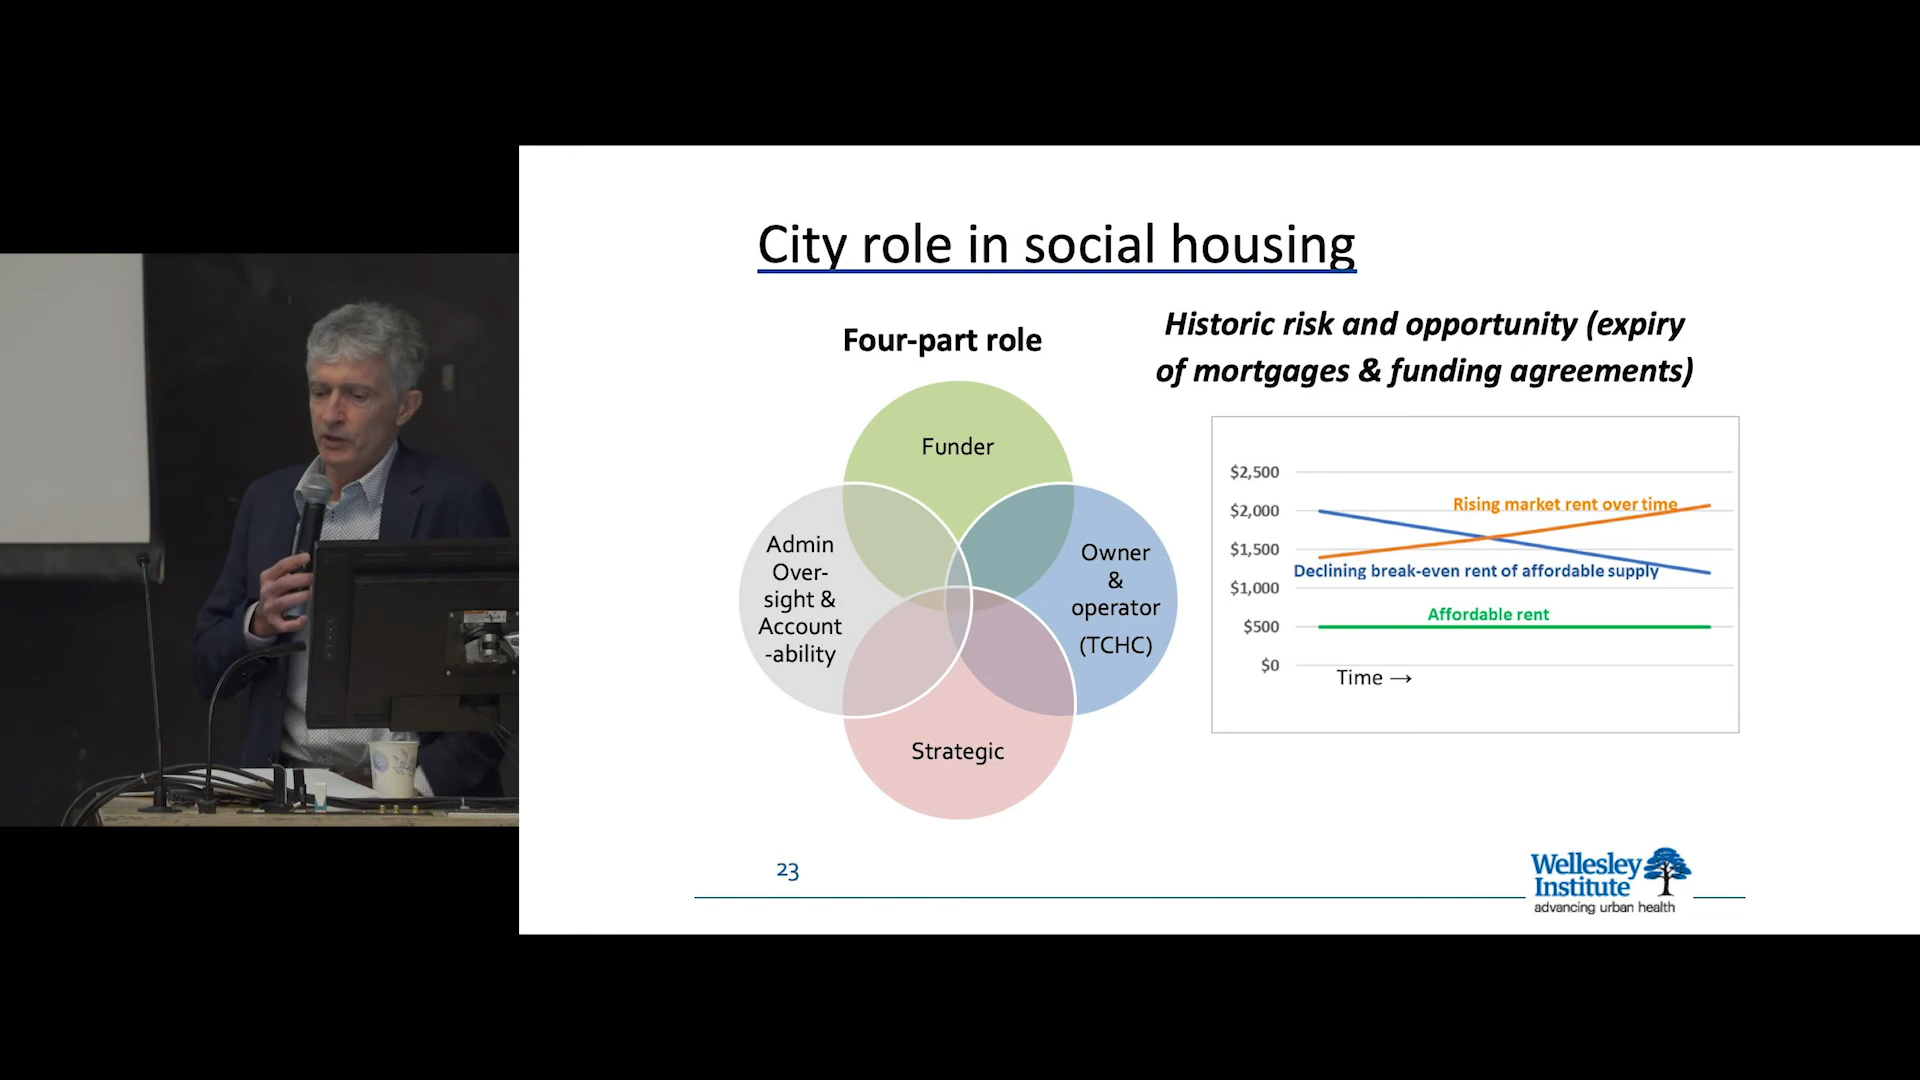 City role in social housing
Four-part role
Funder
Admin
Over-
sight &
Account
-ability
Owner
&
operator
(TCHC)
Strategic
Historic risk and opportunity (expiry
of mortgages & funding agreements)
$2,500
$2,000
$1,500
$1,000
$500
$0
Rising market rent over time
Declining break-even rent of affordable supply
Affordable rent
Time →
23
Wellesley
Institute
advancing urban health